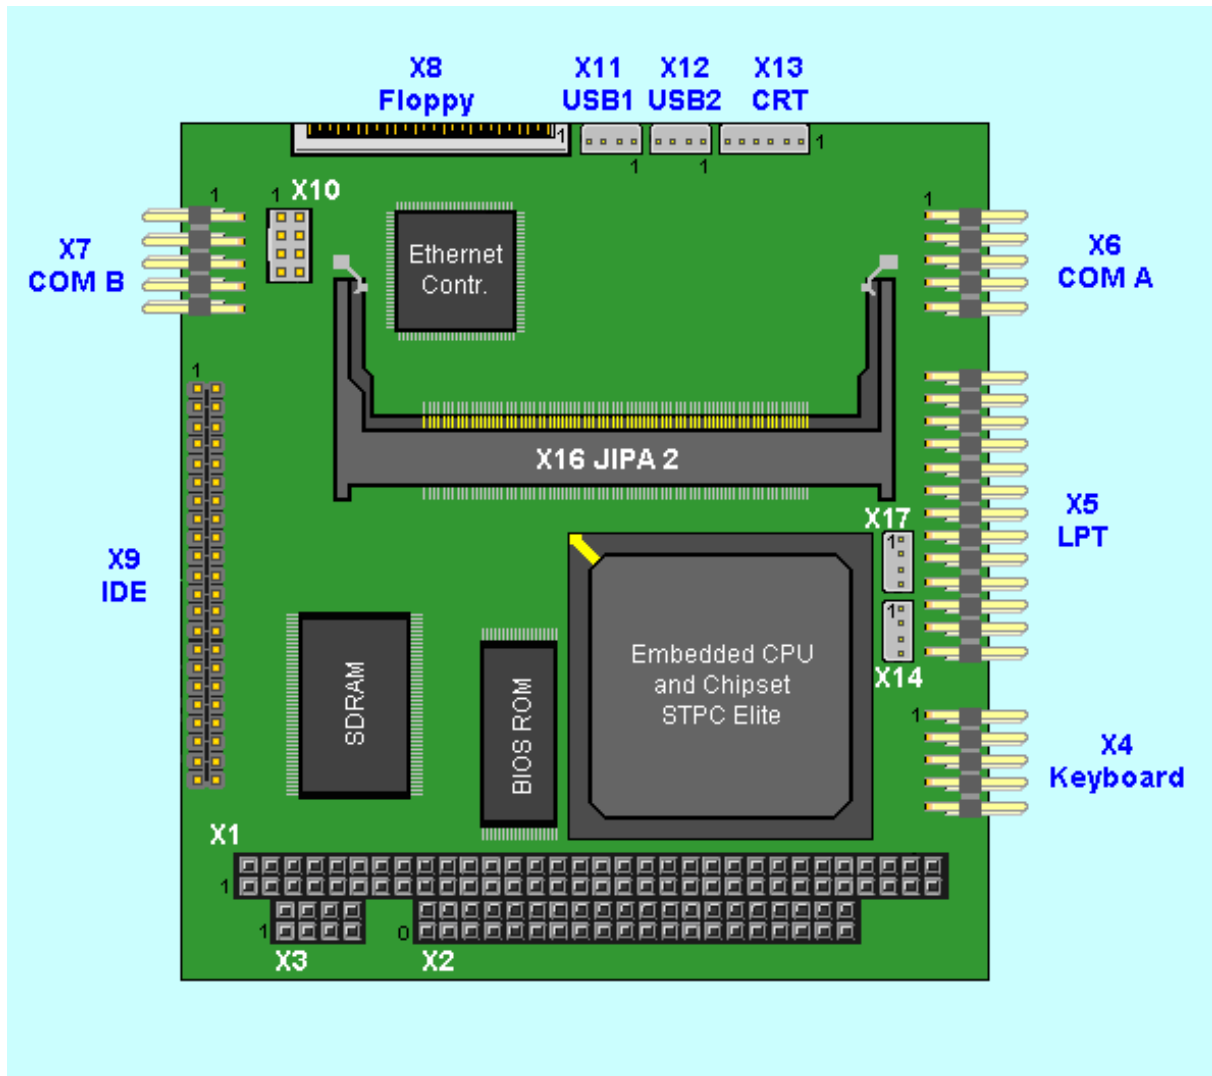 X8
Floppy
X11
USB1
X12
USB2
X13
CRT
1
1
1
1
1
1
X10
1
X7
COM B
Ethernet
Contr.
X6
COM A
1
X16 JIPA 2
X17
1
X5
LPT
X9
IDE
1
X14
Embedded CPU
and Chipset
STPC Elite
SDRAM
BIOS ROM
1
X4
Keyboard
X1
1
1
X3
0
X2